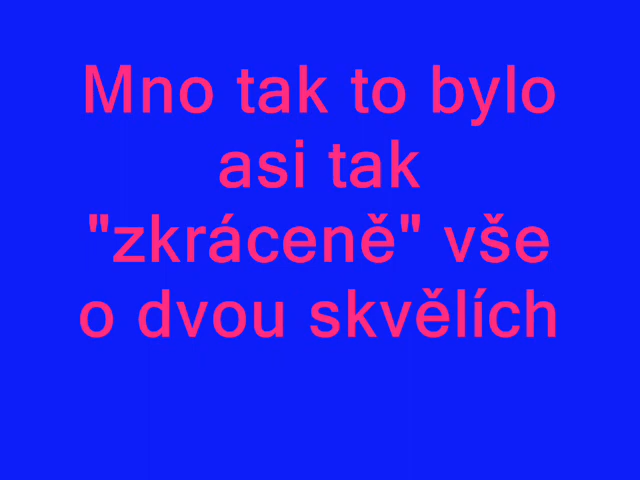 Mno tak to bylo
asi tak
"zkráceně" vše
o dvou skvělích